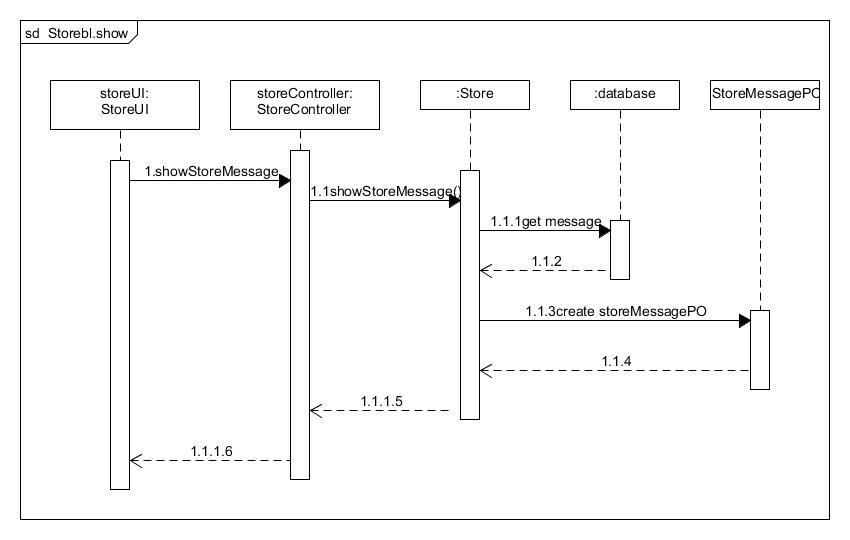 sd Storebl.show
storeUI:
StoreUI
storeController:
StoreController
:Store
:database
StoreMessagePO
1.showStoreMessage
1.1showStoreMessage()
1.1.1get message
1.1.2
1.1.3create storeMessagePO
1.1.4
1.1.1.5
1.1.1.6